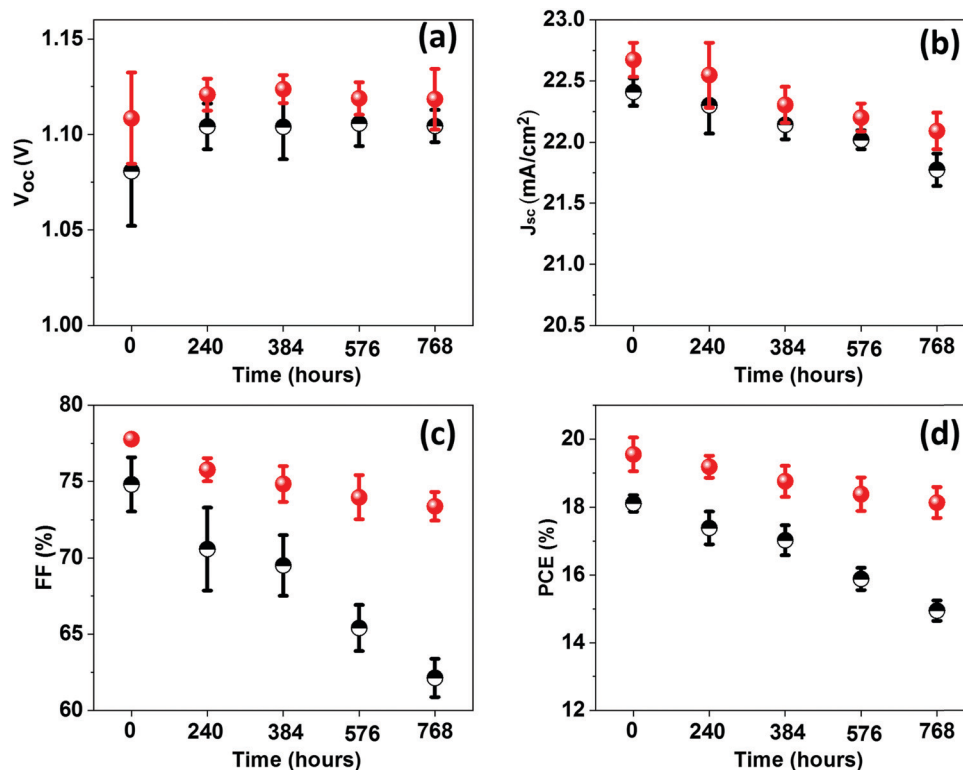 (a)
1.15
1.10
1.05
1.00
V_OC (V)
0 240 384 576 768
Time (hours)
(b)
23.0
22.5
22.0
21.5
21.0
20.5
J_sc (mA/cm²)
0 240 384 576 768
Time (hours)
(c)
80
75
70
65
60
FF (%)
0 240 384 576 768
Time (hours)
(d)
20
18
16
14
12
PCE (%)
0 240 384 576 768
Time (hours)